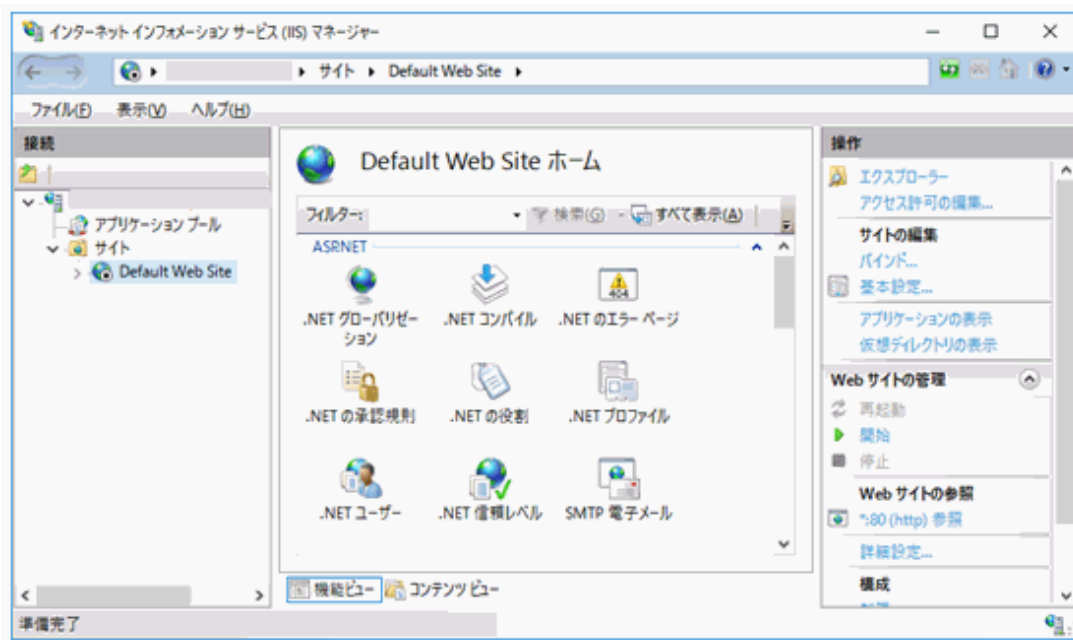 インターネット インフォメーション サービス (IIS) マネージャー
サイト
Default Web Site
ファイル(F) 表示(V) ヘルプ(H)
接続
アプリケーション プール
サイト
Default Web Site
Default Web Site ホーム
フィルター: 検索(G) すべて表示(A)
ASP.NET
.NET グローバリゼーション
.NET コンパイル
.NET のエラー ページ
404
.NET の承認規則
.NET の役割
.NET プロファイル
.NET ユーザー
.NET 信頼レベル
SMTP 電子メール
機能ビュー
コンテンツ ビュー
操作
エクスプローラー
アクセス許可の編集...
サイトの編集
バインド...
基本設定...
アプリケーションの表示
仮想ディレクトリの表示
Web サイトの管理
再起動
開始
停止
Web サイトの参照
*:80 (http) 参照
詳細設定...
構成
準備完了